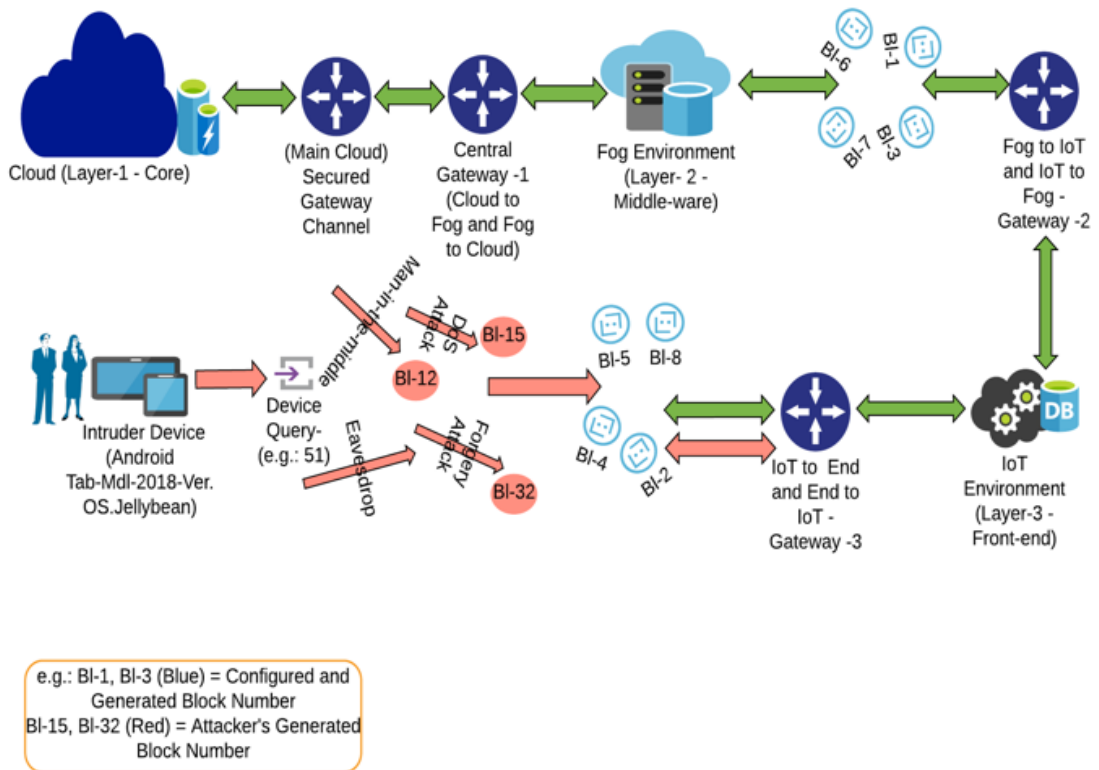 Bl-6
Bl-1
Bl-7
Bl-3
Cloud (Layer-1 - Core)
(Main Cloud)
Secured
Gateway
Channel
Central
Gateway -1
(Cloud to
Fog and Fog
to Cloud)
Fog Environment
(Layer- 2 -
Middle-ware)
Fog to IoT
and IoT to
Fog -
Gateway -2
Man-in-the-middle
DoS
Attack
Bl-15
Bl-12
Bl-5
Bl-8
Bl-4
Bl-2
Device
Query-
(e.g.: 51)
Intruder Device
(Android
Tab-Mdl-2018-Ver.
OS.Jellybean)
Eavesdrop
Forgery
Attack
Bl-32
IoT to End
and End to
IoT -
Gateway -3
DB
IoT
Environment
(Layer-3 -
Front-end)
e.g.: Bl-1, Bl-3 (Blue) = Configured and
Generated Block Number
Bl-15, Bl-32 (Red) = Attacker's Generated
Block Number